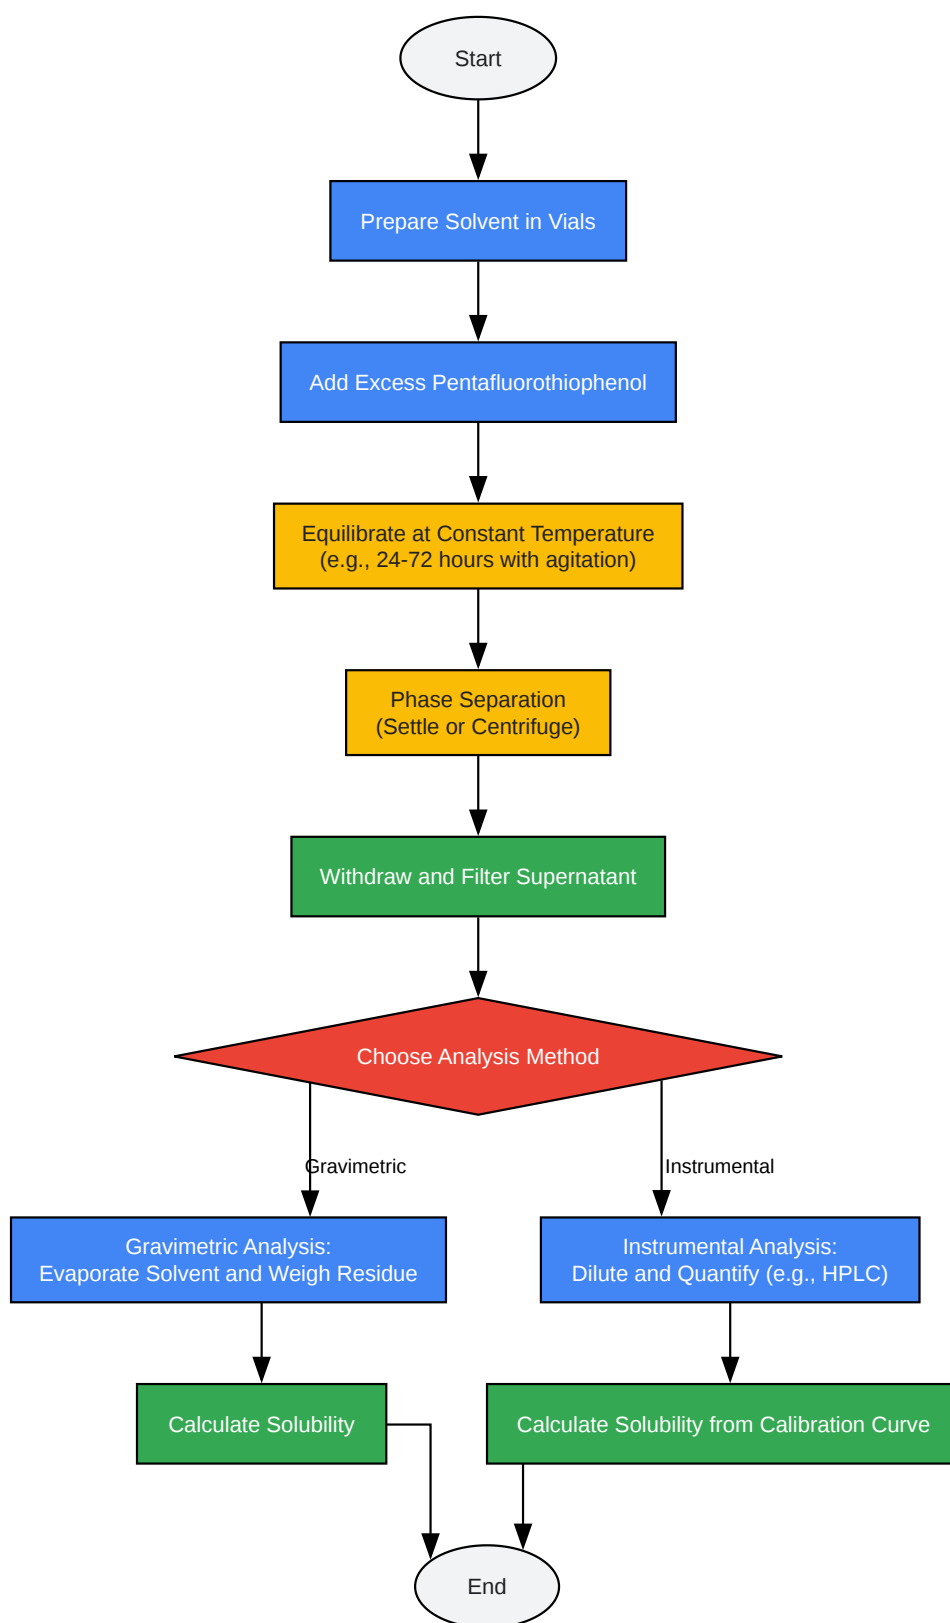 Start
Prepare Solvent in Vials
Add Excess Pentafluorothiophenol
Equilibrate at Constant Temperature
(e.g., 24-72 hours with agitation)
Phase Separation
(Settle or Centrifuge)
Withdraw and Filter Supernatant
Choose Analysis Method
Gravimetric
Instrumental
Gravimetric Analysis:
Evaporate Solvent and Weigh Residue
Instrumental Analysis:
Dilute and Quantify (e.g., HPLC)
Calculate Solubility
Calculate Solubility from Calibration Curve
End